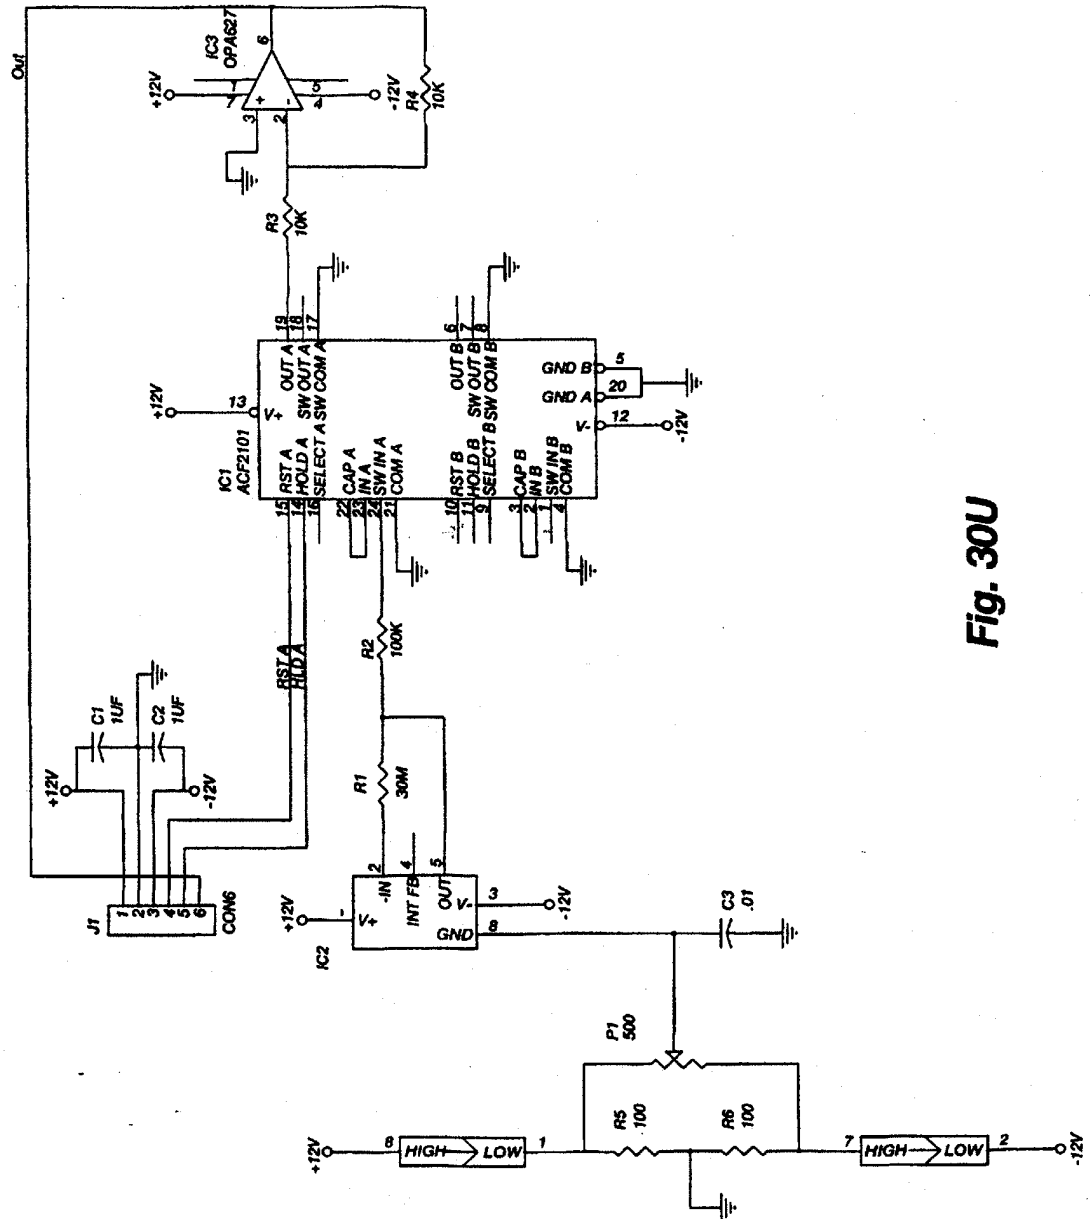 Out
+12V
IC3
OPA627
6
1
7
3
+
2
-
5
4
-12V
R4
10K
R3
10K
+12V
13
V+
IC1
ACF2101
19
18
17
OUT A
SW OUT A
SW COM A
15
14
16
RST A
HOLD A
SELECT A
22
23
24
21
CAP A
IN A
SW IN A
COM A
6
7
8
OUT B
SW OUT B
SW COM B
10
11
9
RST B
HOLD B
SELECT B
3
2
1
4
CAP B
IN B
SW IN B
COM B
GND B
5
GND A
20
V-
12
-12V
RST A
HLD A
R2
100K
R1
30M
C1
1UF
C2
1UF
+12V
-12V
J1
1
2
3
4
5
6
CON6
+12V
1
V+
IC2
2
-IN
4
INT FB
5
OUT
V-
3
-12V
GND
8
C3
.01
P1
500
R5
100
R6
100
+12V
8
HIGH
LOW
1
7
HIGH
LOW
2
-12V
Fig. 30U